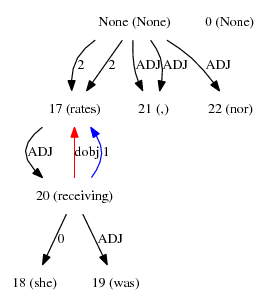 None (None) 0 (None)
2 2 ADJ ADJ ADJ
17 (rates) 21 (,) 22 (nor)
ADJ dobj 1
20 (receiving)
0 ADJ
18 (she) 19 (was)